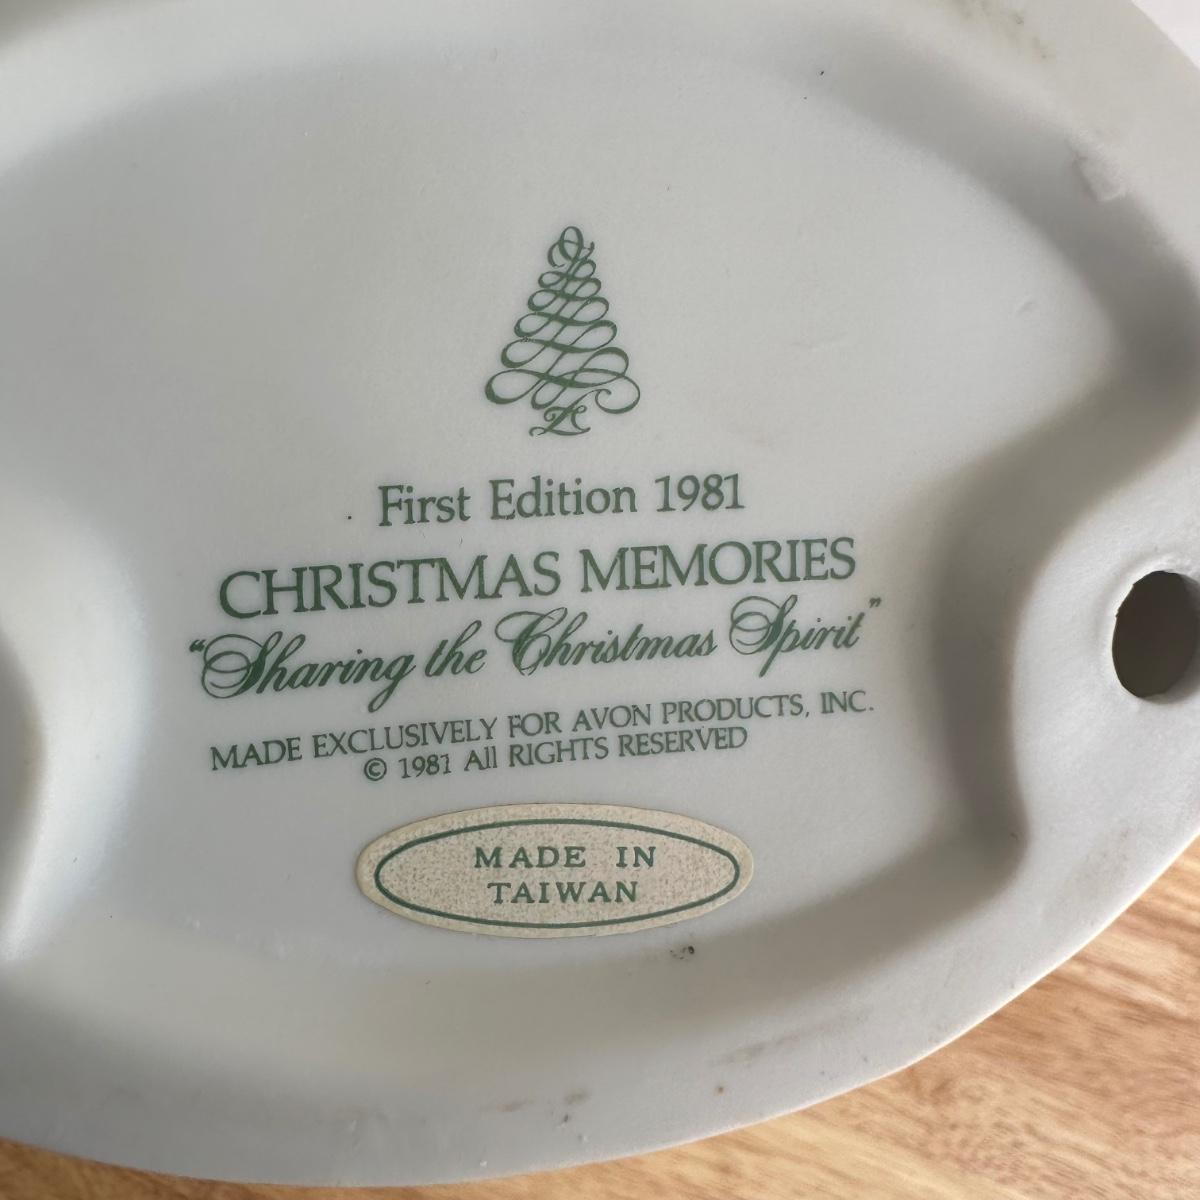 First Edition 1981
CHRISTMAS MEMORIES
“Sharing the Christmas Spirit”
MADE EXCLUSIVELY FOR AVON PRODUCTS, INC.
© 1981 All RIGHTS RESERVED
MADE IN
TAIWAN